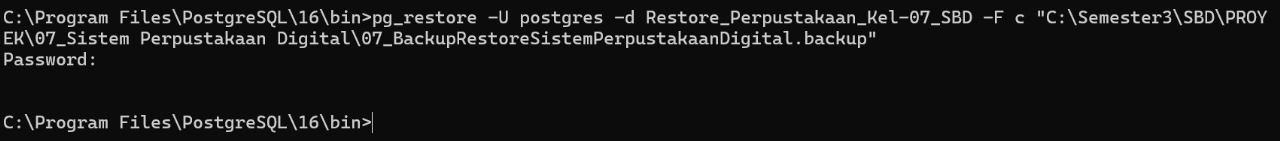 C:\Program Files\PostgreSQL\16\bin>pg_restore -U postgres -d Restore_Perpustakaan_Kel-07_SBD -F c "C:\Semester3\SBD\PROY
EK\07_Sistem Perpustakaan Digital\07_BackupRestoreSistemPerpustakaanDigital.backup"
Password:
C:\Program Files\PostgreSQL\16\bin>